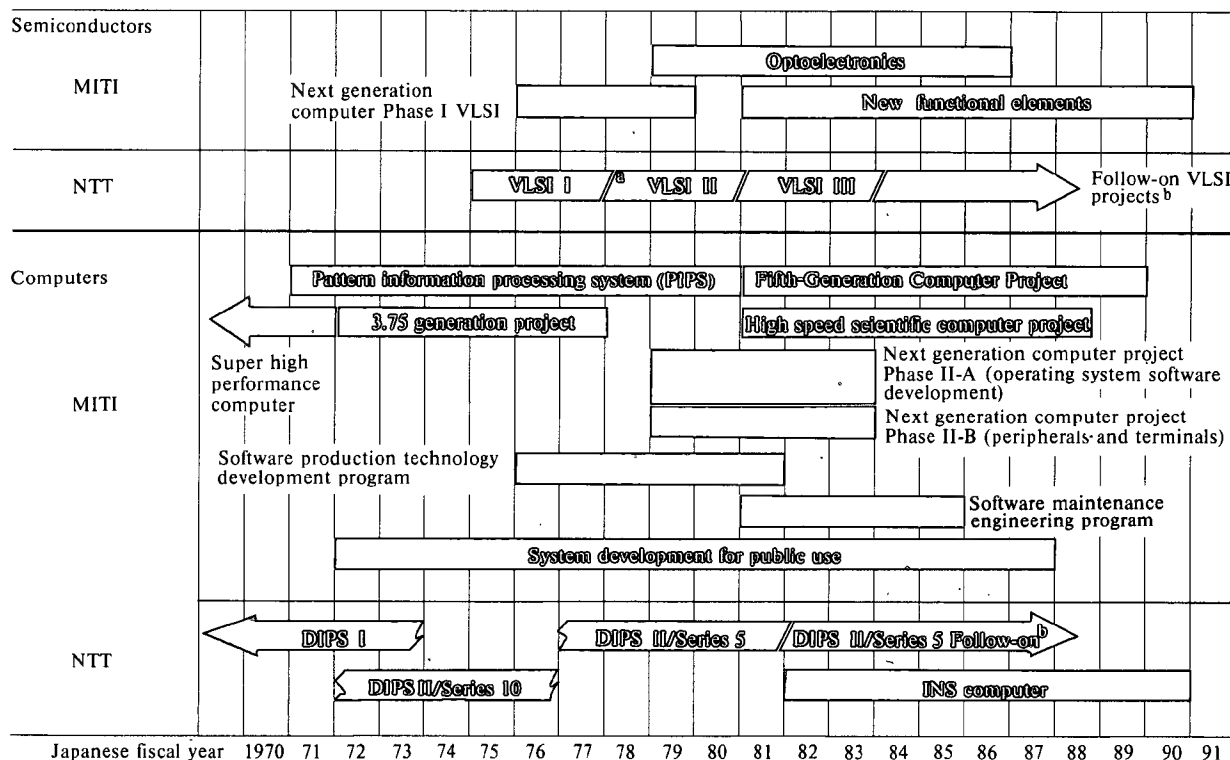 Semiconductors
MITI
Optoelectronics
Next generation
computer Phase I VLSI
New functional elements
NTT
VLSI I
a
VLSI II
VLSI III
Follow-on VLSI
projects b
Computers
Pattern information processing system (PIPS)
Fifth-Generation Computer Project
3.75 generation project
High speed scientific computer project
Super high
performance
computer
MITI
Next generation computer project
Phase II-A (operating system software
development)
Next generation computer project
Phase II-B (peripherals and terminals)
Software production technology
development program
Software maintenance
engineering program
System development for public use
NTT
DIPS I
DIPS II/Series 5
DIPS II/Series 5 Follow-on b
DIPS II/Series 10
INS computer
Japanese fiscal year 1970 71 72 73 74 75 76 77 78 79 80 81 82 83 84 85 86 87 88 89 90 91